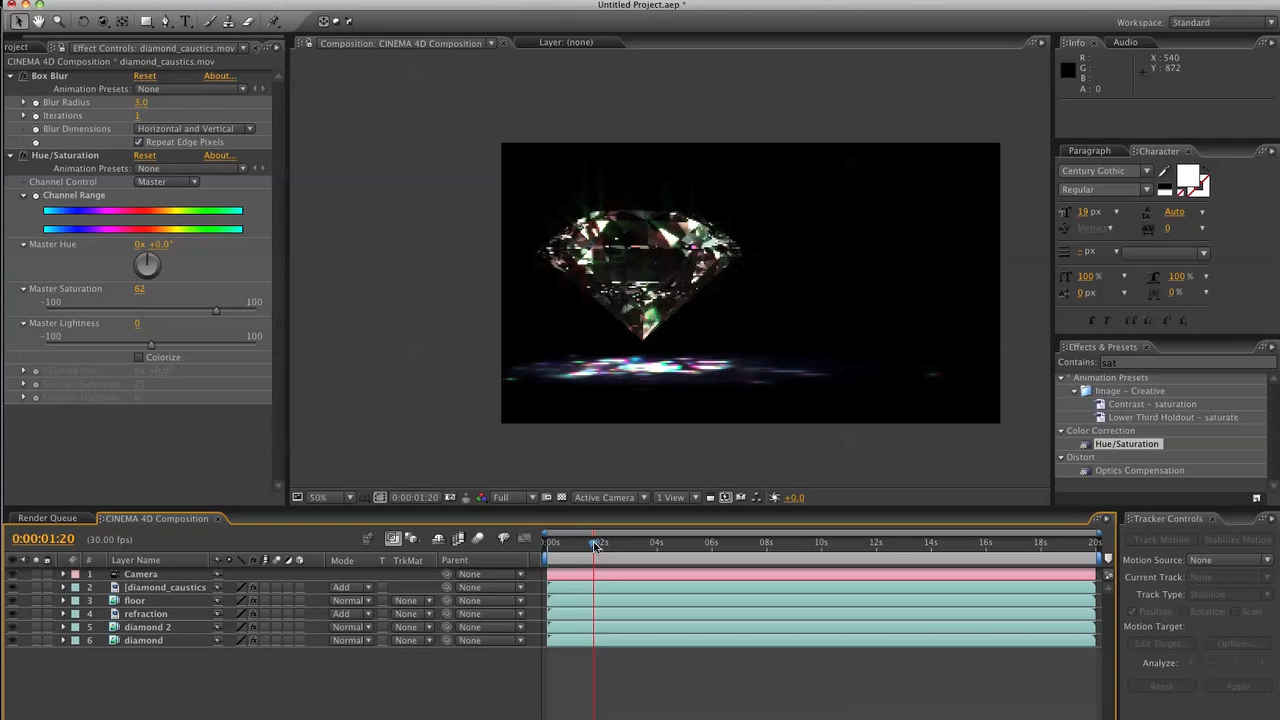 Untitled Project.aep *
Workspace: Standard
roject
Effect Controls: diamond_caustics.mov
Composition: CINEMA 4D Composition
Layer: (none)
Info
Audio
CINEMA 4D Composition * diamond_caustics.mov
R :
G :
B :
A : 0
X : 540
Y : 872
Box Blur
Reset
About...
Animation Presets: None
Blur Radius
3.0
Iterations
1
Blur Dimensions
Horizontal and Vertical
Repeat Edge Pixels
Hue/Saturation
Reset
About...
Animation Presets: None
Channel Control: Master
Channel Range
Master Hue
0x +0.0°
Master Saturation
62
-100
100
Master Lightness
0
-100
100
Colorize
Paragraph
Character
Century Gothic
Regular
19 px
Auto
Metrics
0
- px
100 %
100 %
0 px
0 %
Effects & Presets
Contains: sat
* Animation Presets
Image – Creative
Contrast – saturation
Lower Third Holdout – saturate
Color Correction
Hue/Saturation
Distort
Optics Compensation
50%
0:00:01:20
Full
Active Camera
1 View
+0.0
Render Queue
CINEMA 4D Composition
0:00:01:20
(30.00 fps)
:00s
02s
04s
06s
08s
10s
12s
14s
16s
18s
20s
#
Layer Name
Mode
T
TrkMat
Parent
1
Camera
None
2
[diamond_caustics
Add
None
3
floor
Normal
None
None
4
refraction
Add
None
None
5
diamond 2
Normal
None
None
6
diamond
Normal
None
None
Tracker Controls
Track Motion
Stabilize Motion
Motion Source: None
Current Track: None
Track Type: Stabilize
Position
Rotation
Scale
Motion Target:
Edit Target...
Options...
Analyze:
Reset
Apply